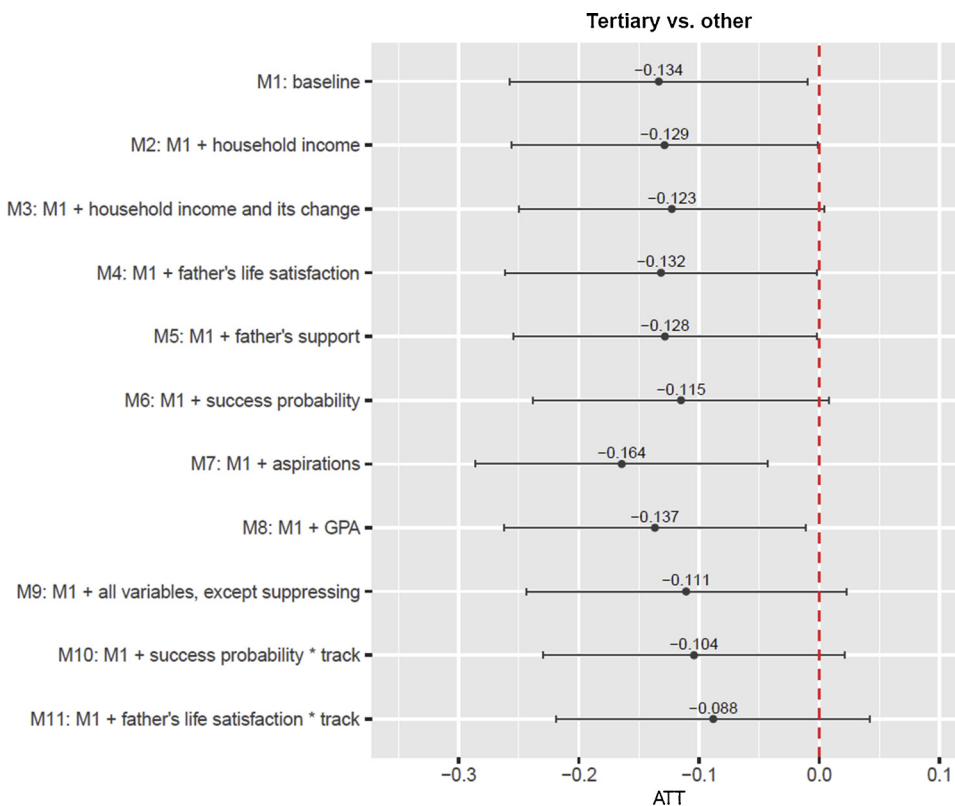 Tertiary vs. other
−0.134
M1: baseline
−0.129
M2: M1 + household income
−0.123
M3: M1 + household income and its change
−0.132
M4: M1 + father's life satisfaction
−0.128
M5: M1 + father's support
−0.115
M6: M1 + success probability
−0.164
M7: M1 + aspirations
−0.137
M8: M1 + GPA
−0.111
M9: M1 + all variables, except suppressing
−0.104
M10: M1 + success probability * track
−0.088
M11: M1 + father's life satisfaction * track
−0.3 −0.2 −0.1 0.0 0.1
ATT